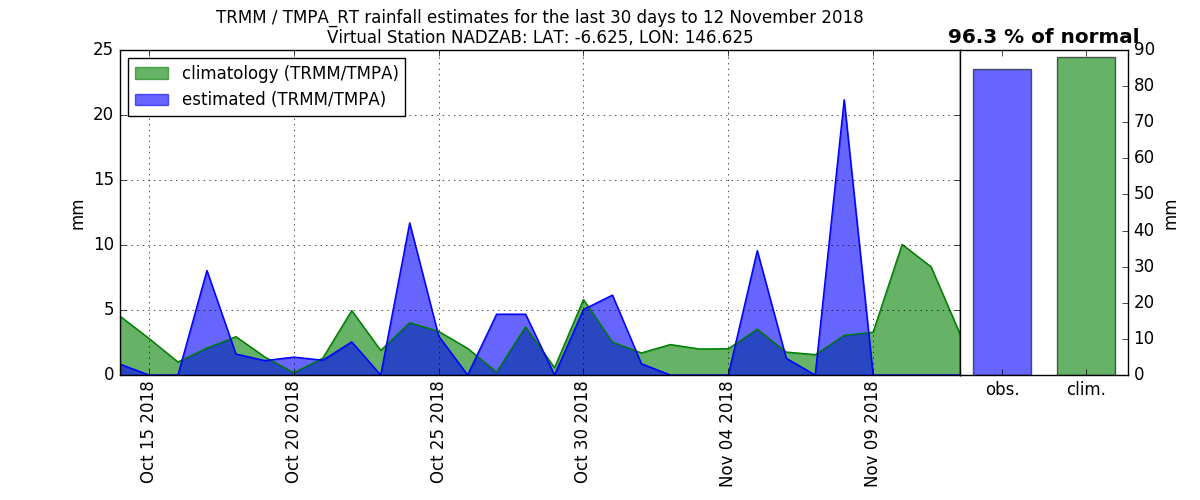 TRMM / TMPA_RT rainfall estimates for the last 30 days to 12 November 2018
Virtual Station NADZAB: LAT: -6.625, LON: 146.625
96.3 % of normal
climatology (TRMM/TMPA)
estimated (TRMM/TMPA)
25
20
15
10
5
0
mm
Oct 15 2018
Oct 20 2018
Oct 25 2018
Oct 30 2018
Nov 04 2018
Nov 09 2018
obs.
clim.
90
80
70
60
50
40
30
20
10
0
mm